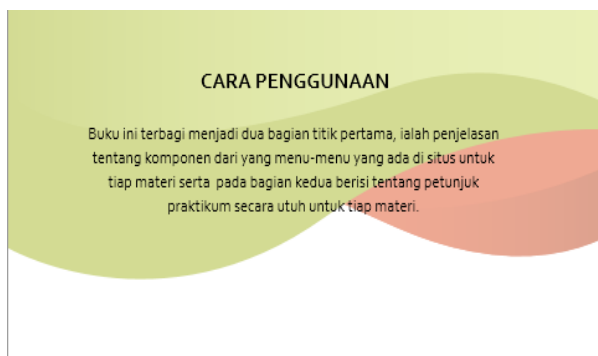 CARA PENGGUNAAN
Buku ini terbagi menjadi dua bagian titik pertama, ialah penjelasan
tentang komponen dari yang menu-menu yang ada di situs untuk
tiap materi serta pada bagian kedua berisi tentang petunjuk
praktikum secara utuh untuk tiap materi.